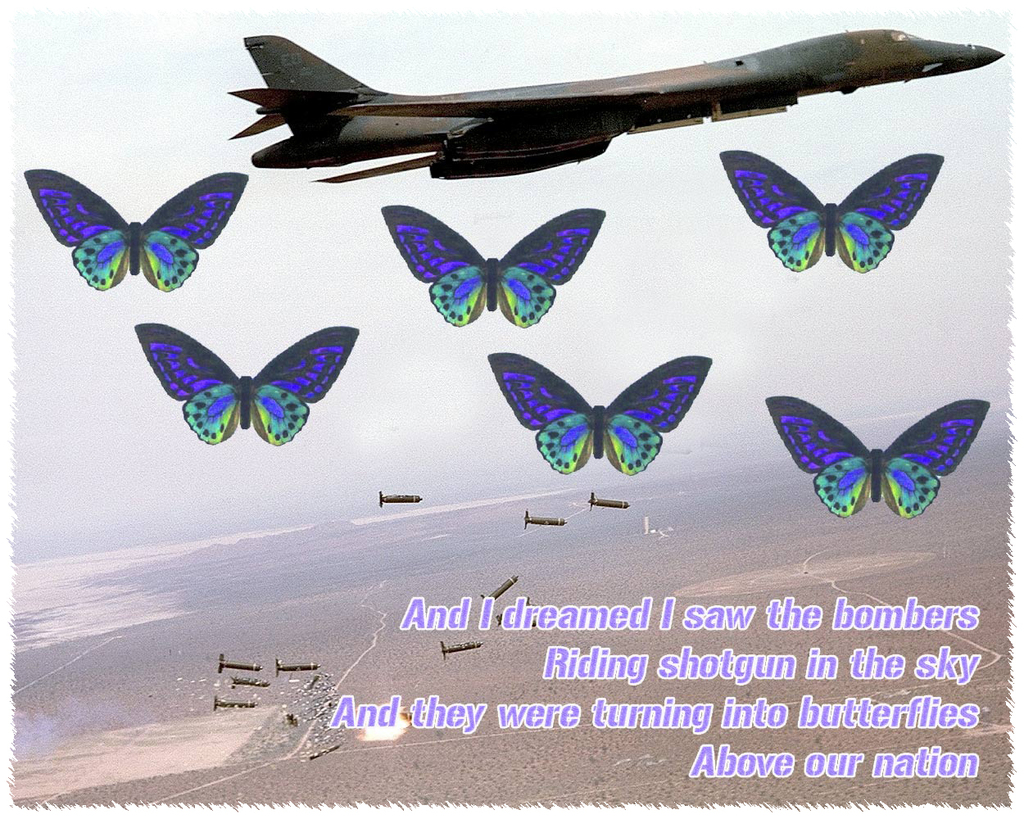 And I dreamed I saw the bombers
Riding shotgun in the sky
And they were turning into butterflies
Above our nation